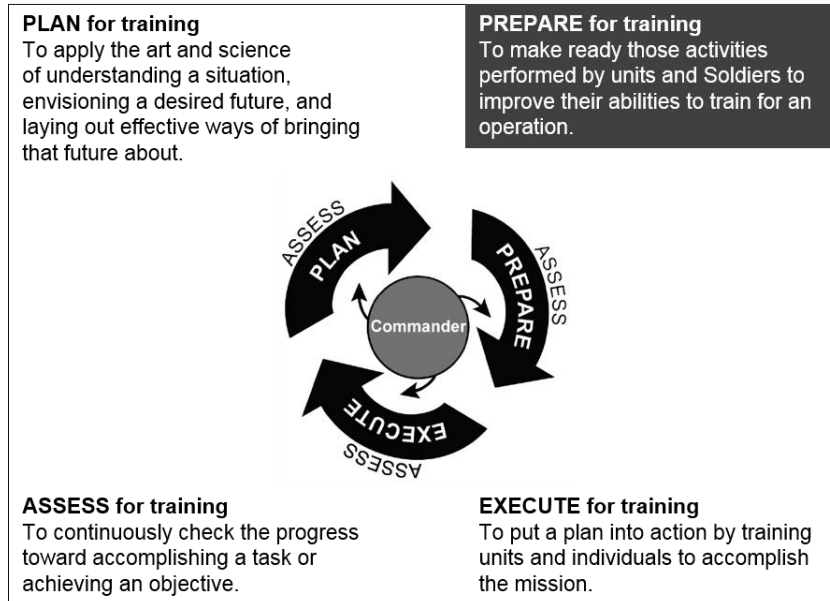 PLAN for training
To apply the art and science
of understanding a situation,
envisioning a desired future, and
laying out effective ways of bringing
that future about.
PREPARE for training
To make ready those activities
performed by units and Soldiers to
improve their abilities to train for an
operation.
ASSESS
PLAN
ASSESS
PREPARE
Commander
EXECUTE
ASSESS
ASSESS for training
To continuously check the progress
toward accomplishing a task or
achieving an objective.
EXECUTE for training
To put a plan into action by training
units and individuals to accomplish
the mission.